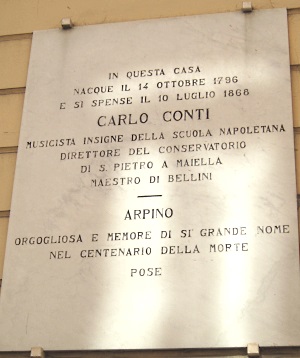 IN QUESTA CASA
NACQUE IL 14 OTTOBRE 1796
E SI SPENSE IL 10 LUGLIO 1868
CARLO CONTI
MUSICISTA INSIGNE DELLA SCUOLA NAPOLETANA
DIRETTORE DEL CONSERVATORIO
DI S. PIETRO A MAIELLA
MAESTRO DI BELLINI
ARPINO
ORGOGLIOSA E MEMORE DI SI' GRANDE NOME
NEL CENTENARIO DELLA MORTE
POSE